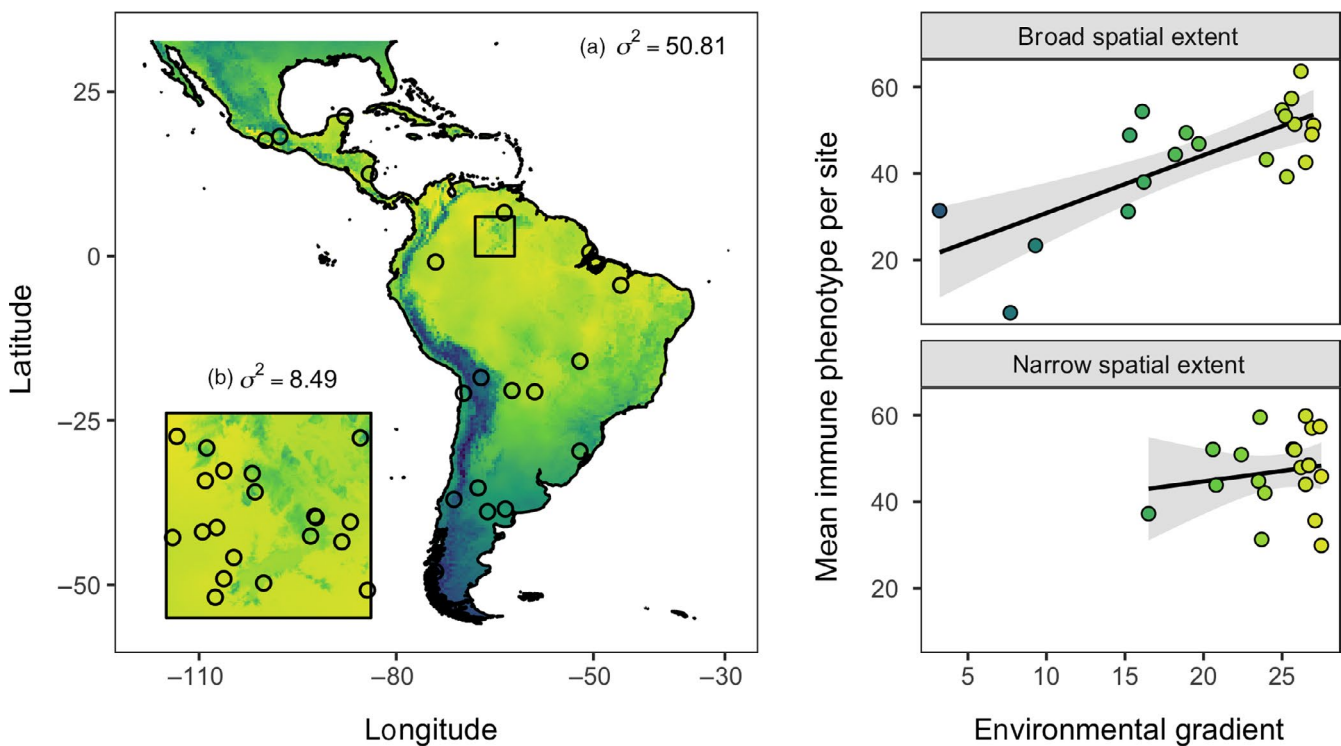 (a) σ² = 50.81
25
0
−25
−50
Latitude
(b) σ² = 8.49
−110
−80
−50
−30
Longitude
Broad spatial extent
60
40
20
Mean immune phenotype per site
Narrow spatial extent
60
40
20
5
10
15
20
25
Environmental gradient